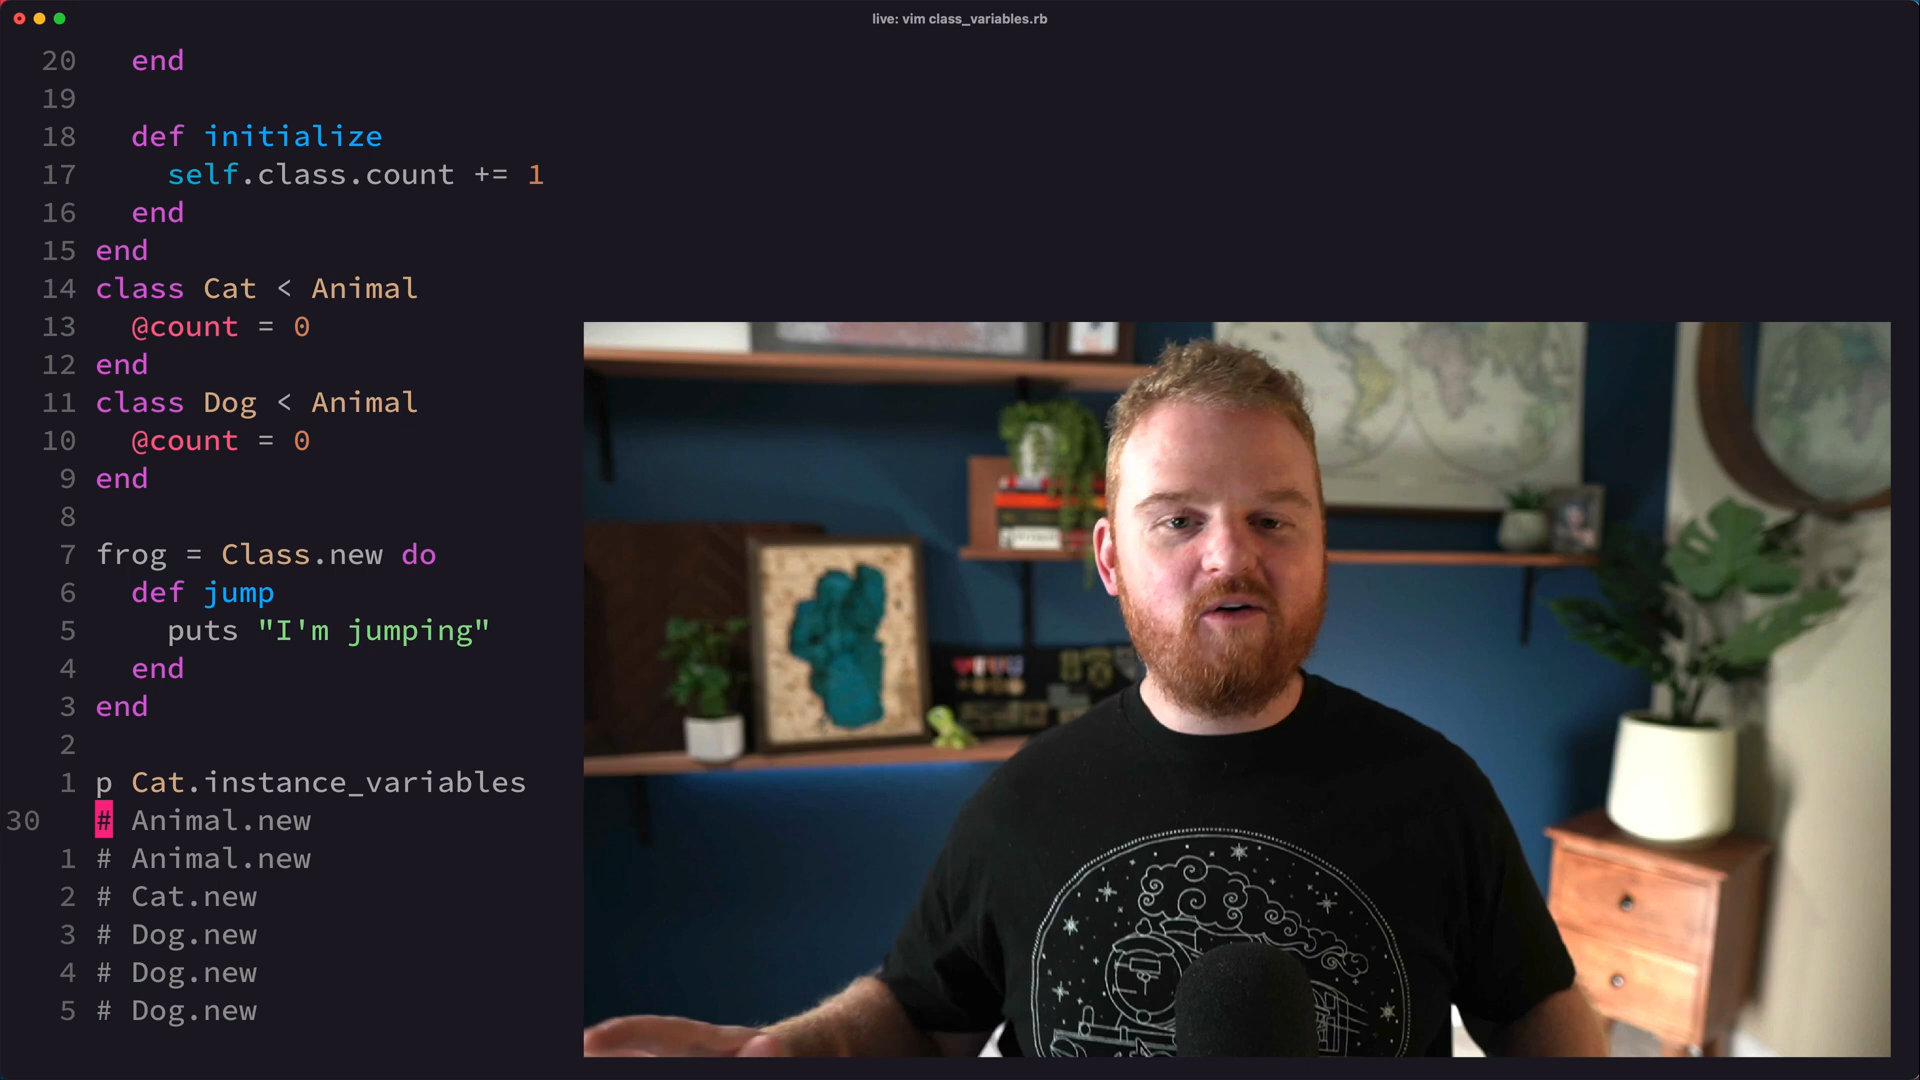 live: vim class_variables.rb
20 end
19
18 def initialize
17 self.class.count += 1
16 end
15 end
14 class Cat < Animal
13 @count = 0
12 end
11 class Dog < Animal
10 @count = 0
9 end
8
7 frog = Class.new do
6 def jump
5 puts "I'm jumping"
4 end
3 end
2
1 p Cat.instance_variables
30 # Animal.new
1 # Animal.new
2 # Cat.new
3 # Dog.new
4 # Dog.new
5 # Dog.new